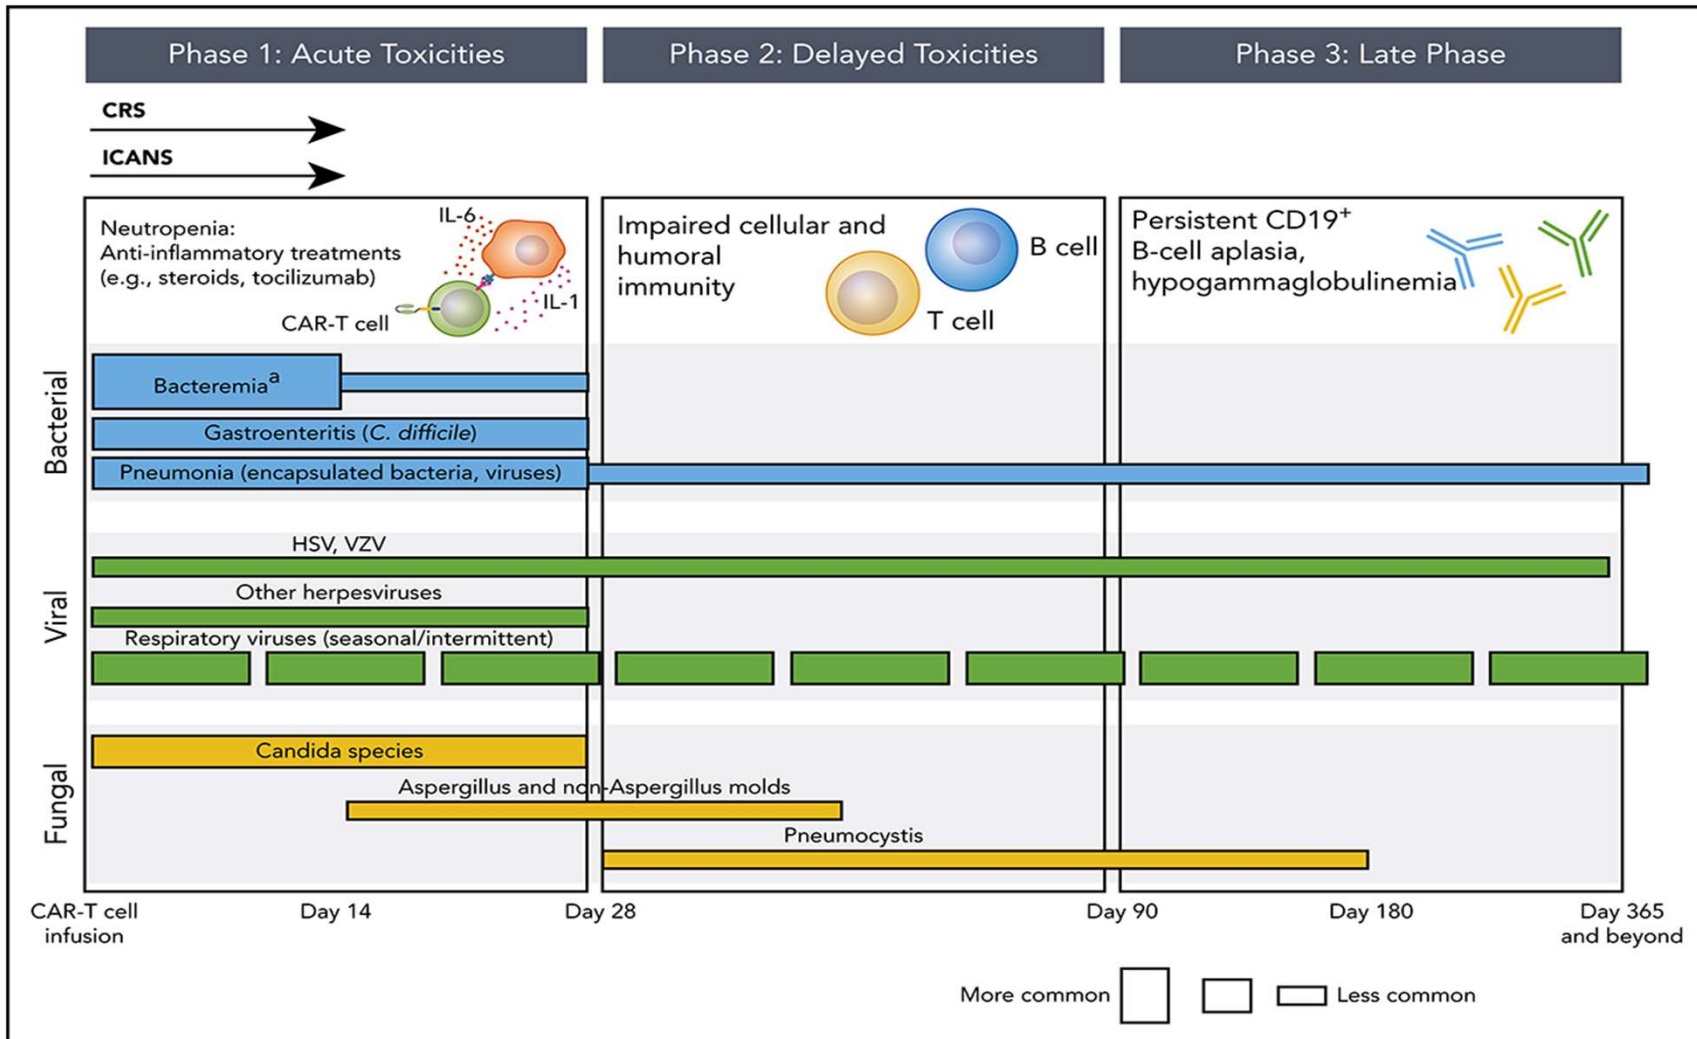 Phase 1: Acute Toxicities
Phase 2: Delayed Toxicities
Phase 3: Late Phase
CRS
ICANS
Neutropenia:
Anti-inflammatory treatments
(e.g., steroids, tocilizumab)
IL-6
IL-1
CAR-T cell
Impaired cellular and
humoral
immunity
B cell
T cell
Persistent CD19+
B-cell aplasia,
hypogammaglobulinemia
Bacterial
Bacteremiaa
Gastroenteritis (C. difficile)
Pneumonia (encapsulated bacteria, viruses)
Viral
HSV, VZV
Other herpesviruses
Respiratory viruses (seasonal/intermittent)
Fungal
Candida species
Aspergillus and non-Aspergillus molds
Pneumocystis
CAR-T cell
infusion
Day 14
Day 28
Day 90
Day 180
Day 365
and beyond
More common
Less common